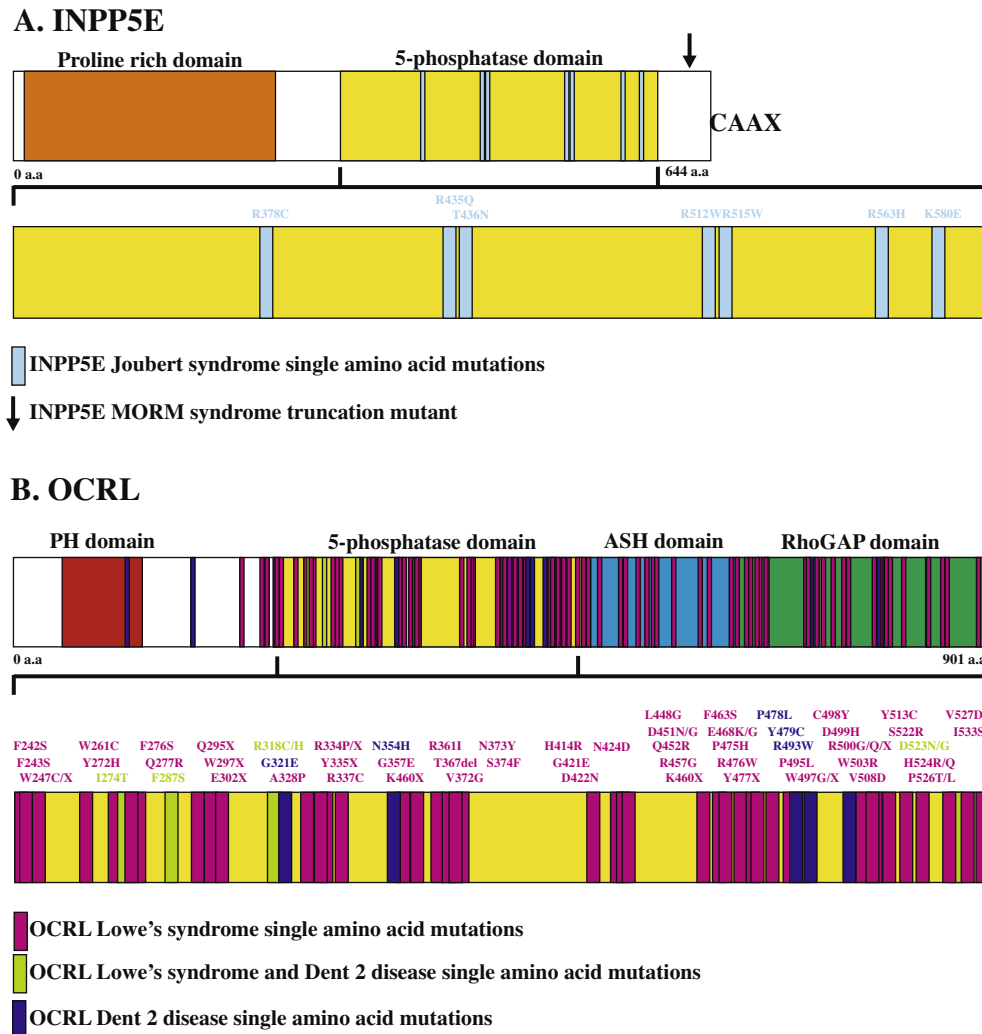 A. INPP5E
Proline rich domain
5-phosphatase domain
CAAX
0 a.a
644 a.a
R435Q
R378C T436N R512W R515W R563H K580E
INPP5E Joubert syndrome single amino acid mutations
INPP5E MORM syndrome truncation mutant
B. OCRL
PH domain 5-phosphatase domain ASH domain RhoGAP domain
0 a.a 901 a.a
L448G F463S P478L C498Y Y513C V527D
D451N/G E468K/G Y479C D499H S522R I533S
F242S W261C F276S Q295X R318C/H R334P/X N354H R361I N373Y H414R N424D Q452R P475H R493W R500G/Q/X D523N/G
F243S Y272H Q277R W297X G321E Y335X G357E T367del S374F G421E R457G R476W P495L W503R H524R/Q
W247C/X I274T F287S E302X A328P R337C K460X V372G D422N K460X Y477X W497G/X V508D P526T/L
OCRL Lowe's syndrome single amino acid mutations
OCRL Lowe's syndrome and Dent 2 disease single amino acid mutations
OCRL Dent 2 disease single amino acid mutations